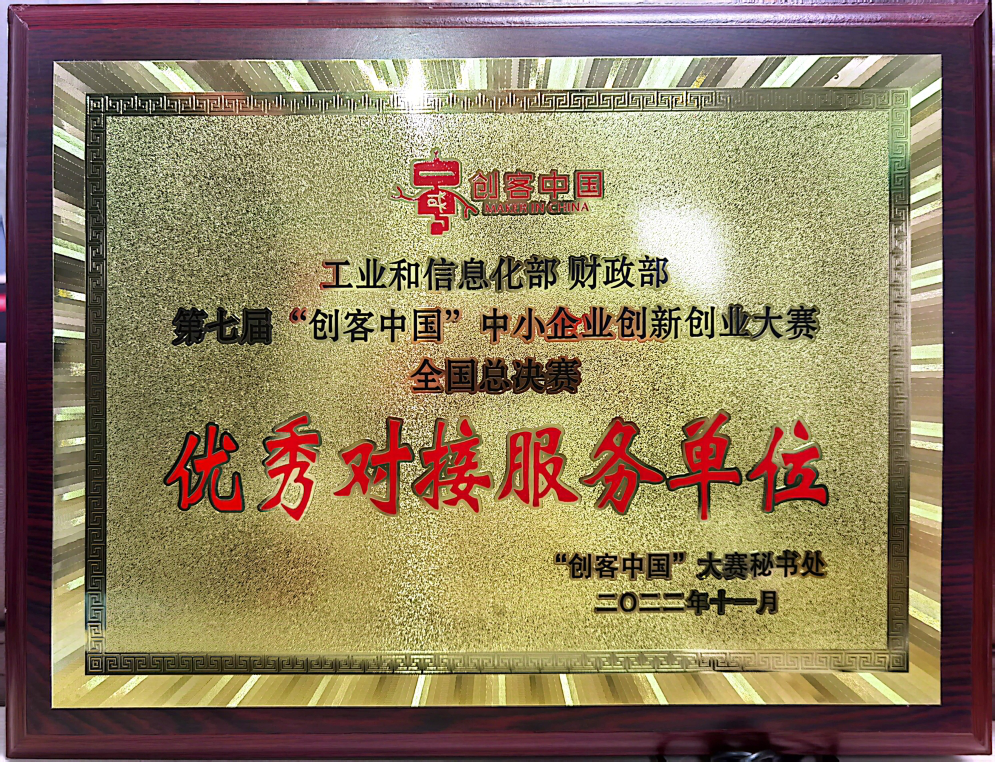 创客中国
MAKER IN CHINA
工业和信息化部 财政部
第七届“创客中国”中小企业创新创业大赛
全国总决赛
优秀对接服务单位
“创客中国”大赛秘书处
二〇二二年十一月